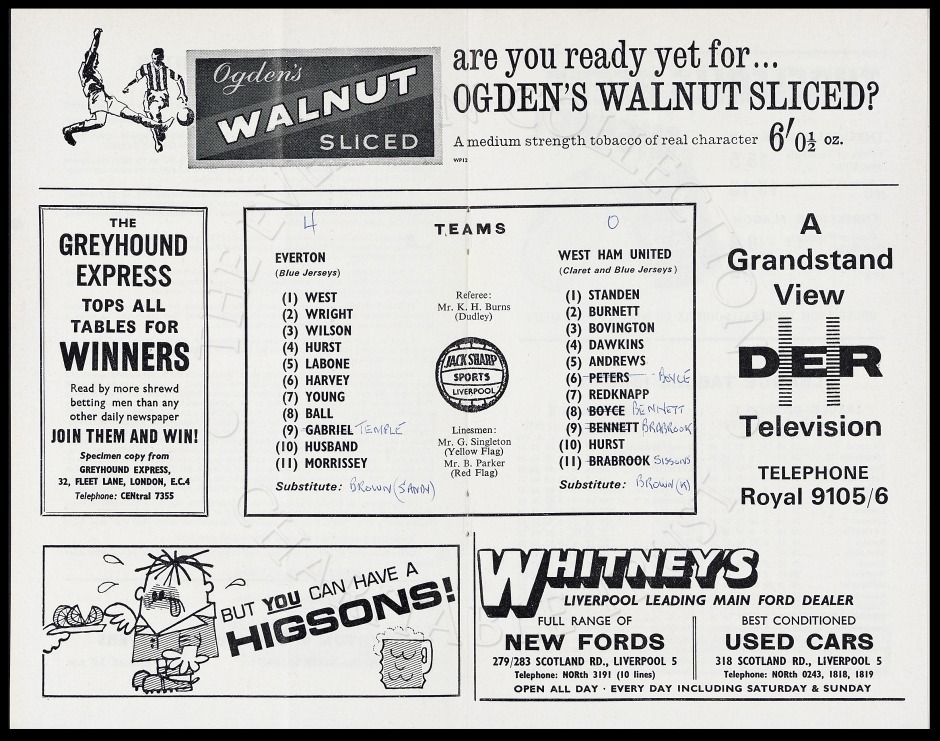 Ogden's
WALNUT
SLICED
are you ready yet for...
OGDEN'S WALNUT SLICED?
A medium strength tobacco of real character 6'0½ oz.
WP12
THE
GREYHOUND
EXPRESS
TOPS ALL
TABLES FOR
WINNERS
Read by more shrewd
betting men than any
other daily newspaper
JOIN THEM AND WIN!
Specimen copy from
GREYHOUND EXPRESS,
32, FLEET LANE, LONDON, E.C.4
Telephone: CENtral 7355
4
0
TEAMS
EVERTON
(Blue Jerseys)
(1) WEST
(2) WRIGHT
(3) WILSON
(4) HURST
(5) LABONE
(6) HARVEY
(7) YOUNG
(8) BALL
(9) GABRIEL TEMPLE
(10) HUSBAND
(11) MORRISSEY
Substitute: BROWN (SANDY)
Referee:
Mr. K. H. Burns
(Dudley)
JACK SHARP
SPORTS
LIVERPOOL
Linesmen:
Mr. G. Singleton
(Yellow Flag)
Mr. B. Parker
(Red Flag)
WEST HAM UNITED
(Claret and Blue Jerseys)
(1) STANDEN
(2) BURNETT
(3) BOVINGTON
(4) DAWKINS
(5) ANDREWS
(6) PETERS BOYCE
(7) REDKNAPP
(8) BOYCE BENNETT
(9) BENNETT BRABROOK
(10) HURST
(11) BRABROOK SISSONS
Substitute: BROWN (K)
A
Grandstand
View
DER
Television
TELEPHONE
Royal 9105/6
BUT YOU CAN HAVE A
HIGSONS!
WHITNEYS
LIVERPOOL LEADING MAIN FORD DEALER
FULL RANGE OF
NEW FORDS
279/283 SCOTLAND RD., LIVERPOOL 5
Telephone: NORth 3191 (10 lines)
BEST CONDITIONED
USED CARS
318 SCOTLAND RD., LIVERPOOL 5
Telephone: NORth 0243, 1818, 1819
OPEN ALL DAY · EVERY DAY INCLUDING SATURDAY & SUNDAY